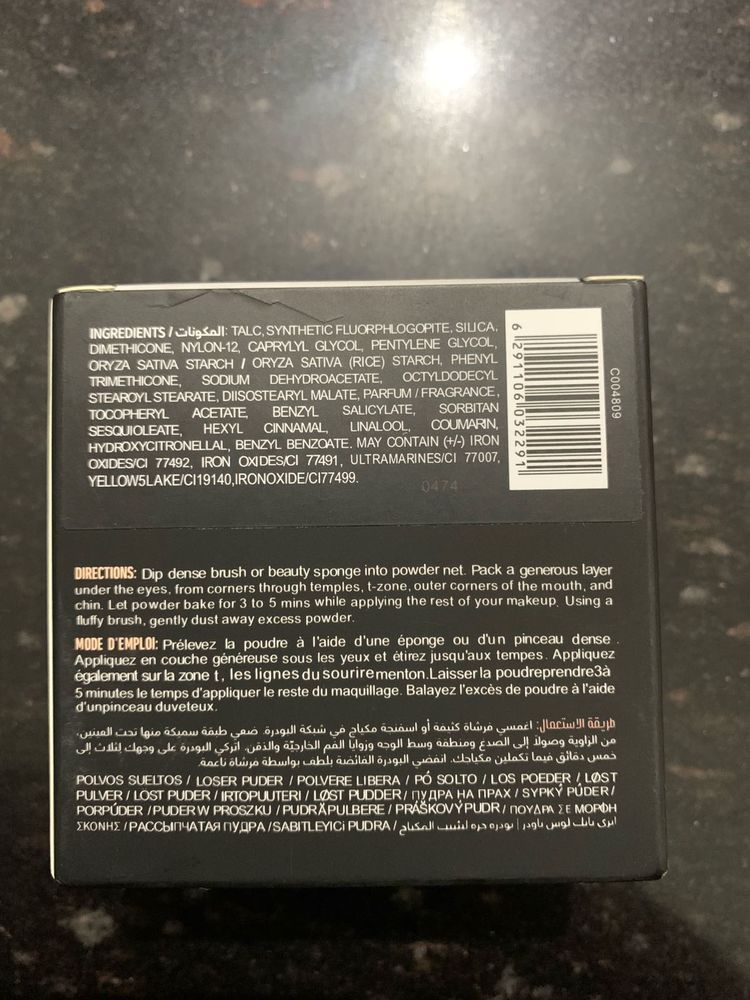 INGREDIENTS / المكونات: TALC, SYNTHETIC FLUORPHLOGOPITE, SILICA,
DIMETHICONE, NYLON-12, CAPRYLYL GLYCOL, PENTYLENE GLYCOL,
ORYZA SATIVA STARCH / ORYZA SATIVA (RICE) STARCH, PHENYL
TRIMETHICONE, SODIUM DEHYDROACETATE, OCTYLDODECYL
STEAROYL STEARATE, DIISOSTEARYL MALATE, PARFUM / FRAGRANCE,
TOCOPHERYL ACETATE, BENZYL SALICYLATE, SORBITAN
SESQUIOLEATE, HEXYL CINNAMAL, LINALOOL, COUMARIN,
HYDROXYCITRONELLAL, BENZYL BENZOATE. MAY CONTAIN (+/-) IRON
OXIDES/CI 77492, IRON OXIDES/CI 77491, ULTRAMARINES/CI 77007,
YELLOW5LAKE/CI19140,IRONOXIDE/CI77499.
0474
6 291106 032291
C004809
DIRECTIONS: Dip dense brush or beauty sponge into powder net. Pack a generous layer
under the eyes, from corners through temples, t-zone, outer corners of the mouth, and
chin. Let powder bake for 3 to 5 mins while applying the rest of your makeup. Using a
fluffy brush, gently dust away excess powder.
MODE D'EMPLOI: Prélevez la poudre à l'aide d'une éponge ou d'un pinceau dense .
Appliquez en couche généreuse sous les yeux et étirez jusqu'aux tempes. Appliquez
également sur la zone t, les lignes du sourire menton.Laisser la poudreprendre3à
5 minutes le temps d'appliquer le reste du maquillage. Balayez l'excès de poudre à l'aide
d'unpinceau duveteux.
طريقة الاستعمال: اغمسي فرشاة كثيفة أو اسفنجة مكياج في شبكة البودرة. ضعي طبقة سميكة منها تحت العينين،
من الزاوية وصولاً إلى الصدغ ومنطقة وسط الوجه وزوايا الفم الخارجيّة والذقن. اتركي البودرة على وجهك لثلاث إلى
خمس دقائق فيما تكملين مكياجك. انفضي البودرة الفائضة بلطف بواسطة فرشاة ناعمة.
POLVOS SUELTOS / LOSER PUDER / POLVERE LIBERA / PÓ SOLTO / LOS POEDER / LØST
PULVER / LÖST PUDER / IRTOPUUTERI / LØST PUDDER / ПУДРА НА ПРАХ / SYPKÝ PÚDER /
PORPÚDER / PUDER W PROSZKU / PUDRĂ PULBERE / PRÁŠKOVÝ PUDR / ΠΟΥΔΡΑ ΣΕ ΜΟΡΦΗ
ΣΚΟΝΗΣ / РАССЫПЧАТАЯ ПУДРА / SABITLEYICi PUDRA /